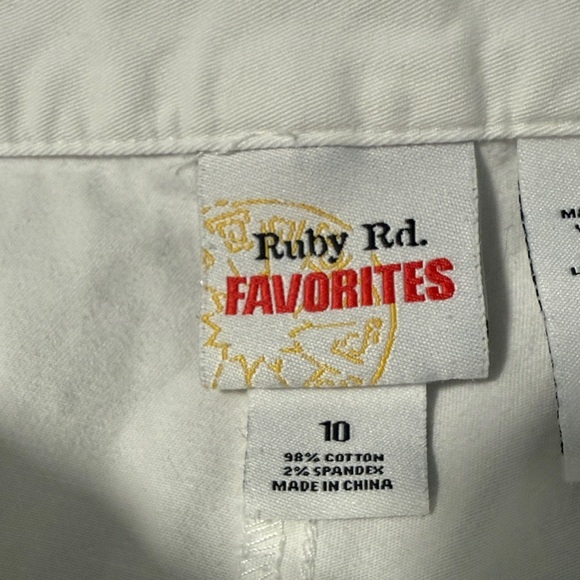 Ruby Rd.
FAVORITES
10
98% COTTON
2% SPANDEX
MADE IN CHINA